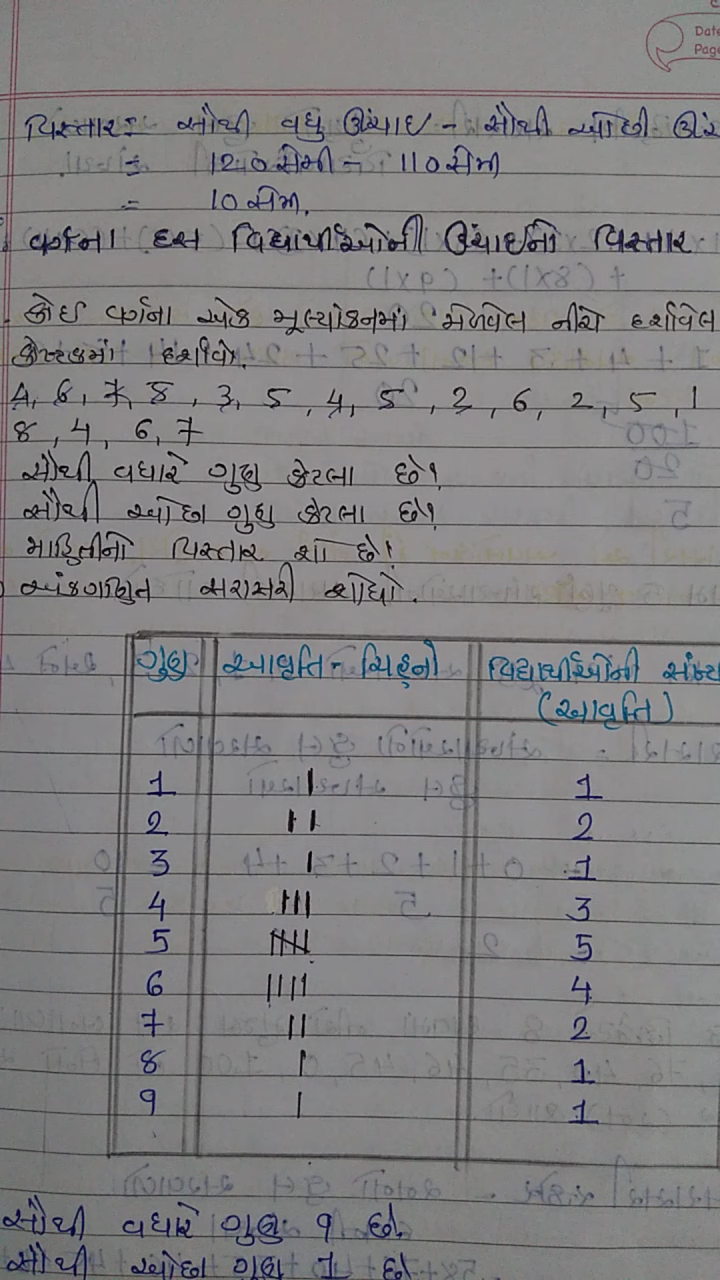 Date
Page
વિસ્તાર = સૌથી વધુ ઊંચાઇ - સૌથી ઓછી
= 120 સેમી - 110 સેમી
= 10 સેમી.
વર્ગના દસ વિદ્યાર્થીઓની ઊંચાઇનો વિસ્તાર
કોઇ વર્ગના એક મૂલ્યાંકનમાં મેળવેલ નીચે દર્શાવેલ
કોષ્ટકમાં દર્શાવો.
4, 6, 7, 8, 3, 5, 4, 5, 2, 6, 2, 5, 1
8, 4, 6, 7
સૌથી વધારે ગુણ કેટલા છે?
સૌથી ઓછા ગુણ કેટલા છે?
માહિતીનો વિસ્તાર શો છે?
અંકગણિત સરાસરી શોધો.
ગુણ આવૃત્તિ - ચિહ્નો વિદ્યાર્થીઓની
(આવૃત્તિ)
1 | 1
2 || 2
3 | 1
4 ||| 3
5 |||| 5
6 |||| 4
7 || 2
8 | 1
9 | 1
સૌથી વધારે ગુણ 9 છે.
સૌથી ઓછા ગુણ 1 છે